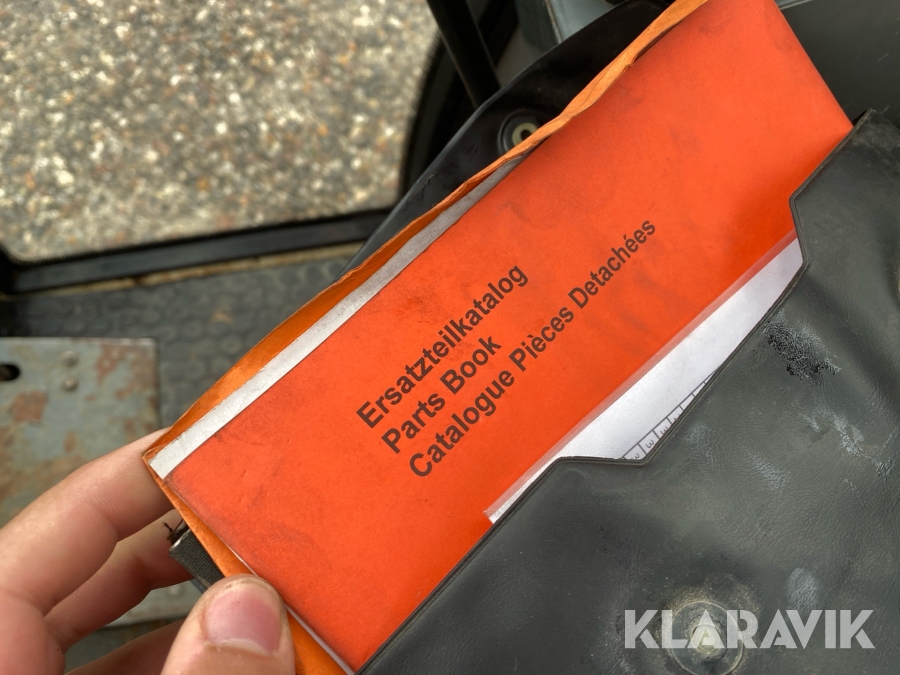 Ersatzteilkatalog
Parts Book
Catalogue Pièces Detachées
KLARAVIK